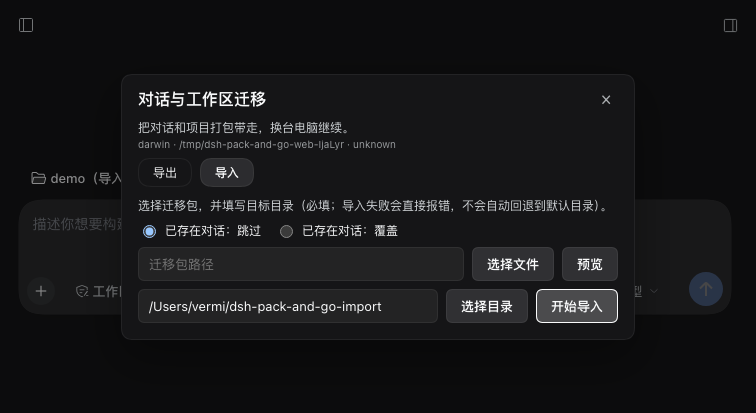 对话与工作区迁移
把对话和项目打包带走，换台电脑继续。
darwin · /tmp/dsh-pack-and-go-web-IjaLyr · unknown
导出 导入
demo（导入
选择迁移包，并填写目标目录（必填；导入失败会直接报错，不会自动回退到默认目录）。
描述你想要构
已存在对话：跳过 已存在对话：覆盖
迁移包路径 选择文件 预览
工作 型
/Users/vermi/dsh-pack-and-go-import 选择目录 开始导入